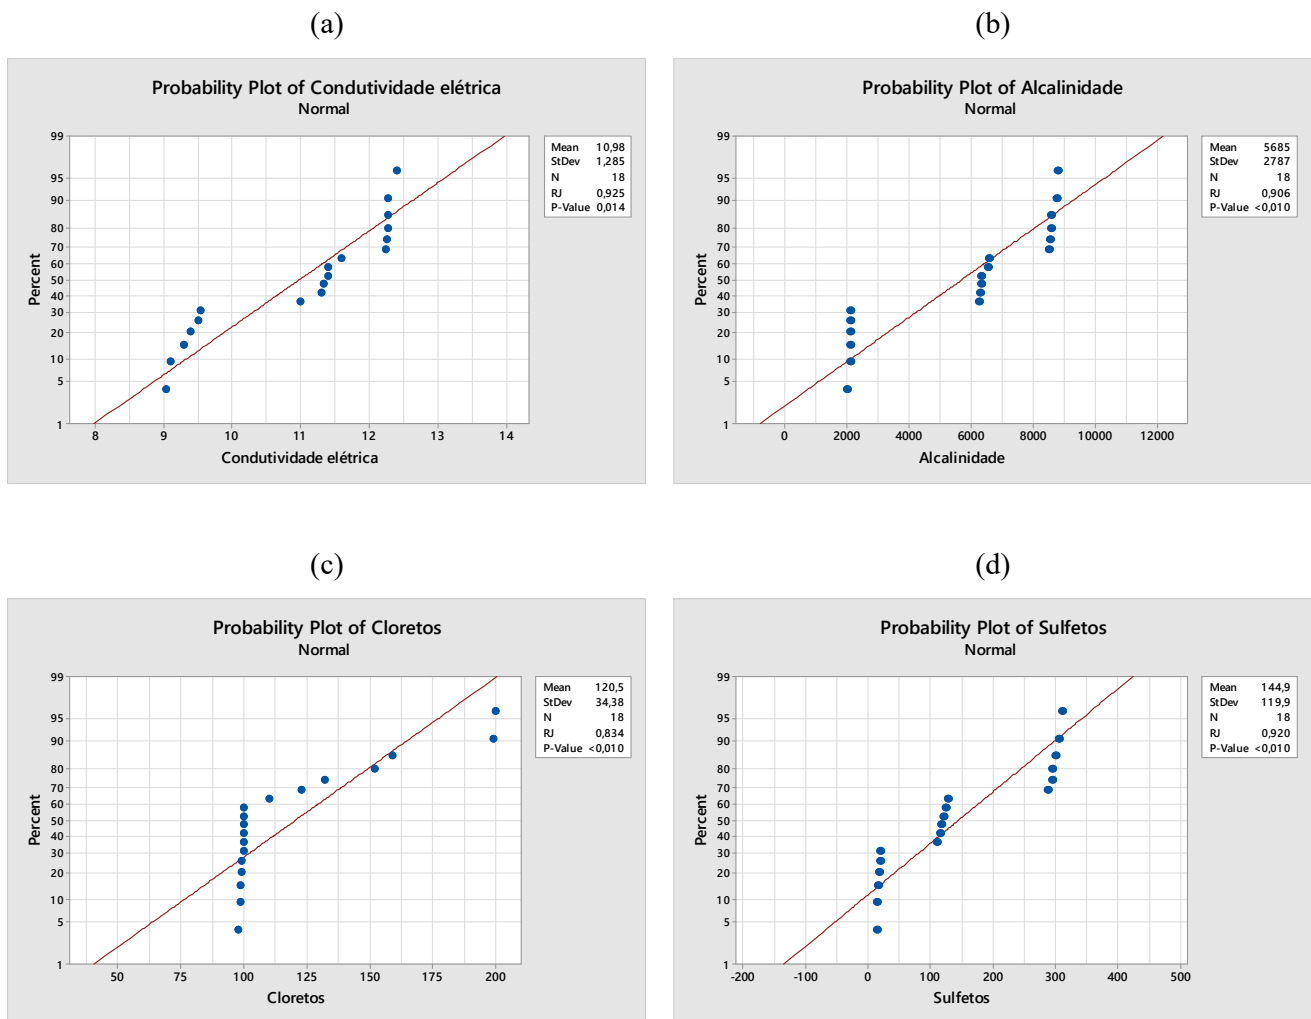 (a)
Probability Plot of Condutividade elétrica
Normal
99
95
90
80
70
60
50
40
30
20
10
5
1
Percent
8 9 10 11 12 13 14
Condutividade elétrica
Mean 10,98
StDev 1,285
N 18
RJ 0,925
P-Value 0,014
(b)
Probability Plot of Alcalinidade
Normal
99
95
90
80
70
60
50
40
30
20
10
5
1
Percent
0 2000 4000 6000 8000 10000 12000
Alcalinidade
Mean 5685
StDev 2787
N 18
RJ 0,906
P-Value <0,010
(c)
Probability Plot of Cloretos
Normal
99
95
90
80
70
60
50
40
30
20
10
5
1
Percent
50 75 100 125 150 175 200
Cloretos
Mean 120,5
StDev 34,38
N 18
RJ 0,834
P-Value <0,010
(d)
Probability Plot of Sulfetos
Normal
99
95
90
80
70
60
50
40
30
20
10
5
1
Percent
-200 -100 0 100 200 300 400 500
Sulfetos
Mean 144,9
StDev 119,9
N 18
RJ 0,920
P-Value <0,010